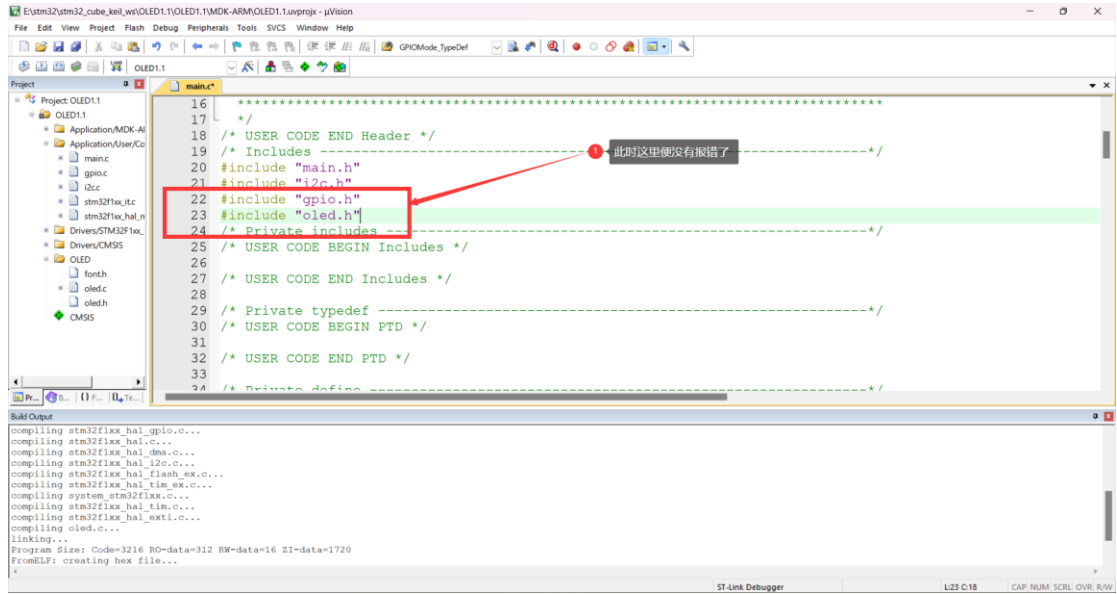 E:\stm32\stm32_cube_keil_ws\OLED1.1\OLED1.1\MDK-ARM\OLED1.1.uvprojx - µVision
File Edit View Project Flash Debug Peripherals Tools SVCS Window Help
GPIOMode_TypeDef
OLED1.1
Project
main.c*
Project: OLED1.1
OLED1.1
Application/MDK-AI
Application/User/Co
main.c
gpio.c
i2c.c
stm32f1xx_it.c
stm32f1xx_hal_n
Drivers/STM32F1xx_
Drivers/CMSIS
OLED
font.h
oled.c
oled.h
CMSIS
Pr... B... {} F... Te...
16 ******************************************************************************
17 */
18 /* USER CODE END Header */
19 /* Includes ------------------------------------------------------------------*/
20 #include "main.h"
21 #include "i2c.h"
22 #include "gpio.h"
23 #include "oled.h"
24 /* Private includes ----------------------------------------------------------*/
25 /* USER CODE BEGIN Includes */
26
27 /* USER CODE END Includes */
28
29 /* Private typedef -----------------------------------------------------------*/
30 /* USER CODE BEGIN PTD */
31
32 /* USER CODE END PTD */
33
34 /* Private define ------------------------------------------------------------*/
1 此时这里便没有报错了
Build Output
compiling stm32f1xx_hal_gpio.c...
compiling stm32f1xx_hal.c...
compiling stm32f1xx_hal_dma.c...
compiling stm32f1xx_hal_i2c.c...
compiling stm32f1xx_hal_flash_ex.c...
compiling stm32f1xx_hal_tim_ex.c...
compiling system_stm32f1xx.c...
compiling stm32f1xx_hal_tim.c...
compiling stm32f1xx_hal_exti.c...
compiling oled.c...
linking...
Program Size: Code=3216 RO-data=312 RW-data=16 ZI-data=1720
FromELF: creating hex file...
ST-Link Debugger
L:23 C:18
CAP NUM SCRL OVR R/W